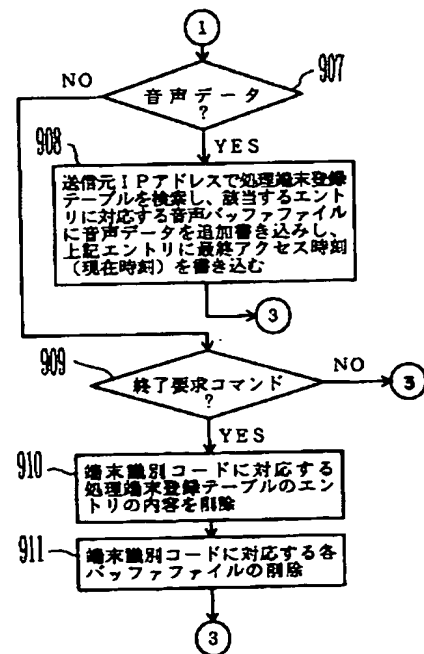 1
907
音声データ
?
NO
YES
908
送信元IPアドレスで処理端末登録
テーブルを検索し、該当するエント
リに対応する音声バッファファイル
に音声データを追加書き込みし、
上記エントリに最終アクセス時刻
(現在時刻)を書き込む
3
909
終了要求コマンド
?
NO
3
YES
910
端末識別コードに対応する
処理端末登録テーブルのエン
トリの内容を削除
911
端末識別コードに対応する各
バッファファイルの削除
3